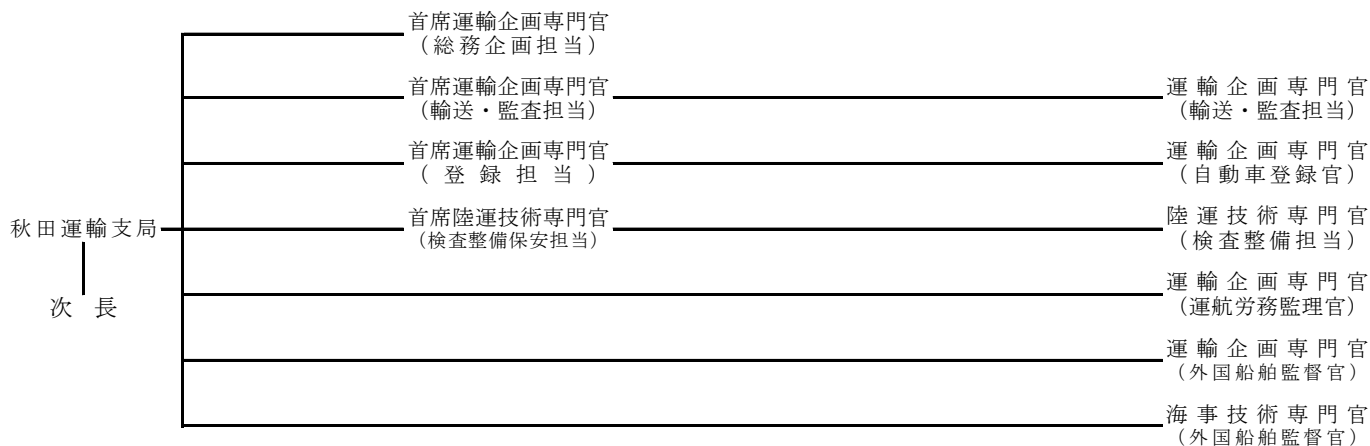 首席運輸企画専門官
(総務企画担当)
首席運輸企画専門官
(輸送・監査担当)
運輸企画専門官
(輸送・監査担当)
首席運輸企画専門官
(登録担当)
運輸企画専門官
(自動車登録官)
秋田運輸支局
首席陸運技術専門官
(検査整備保安担当)
陸運技術専門官
(検査整備担当)
次長
運輸企画専門官
(運航労務監理官)
運輸企画専門官
(外国船舶監督官)
海事技術専門官
(外国船舶監督官)